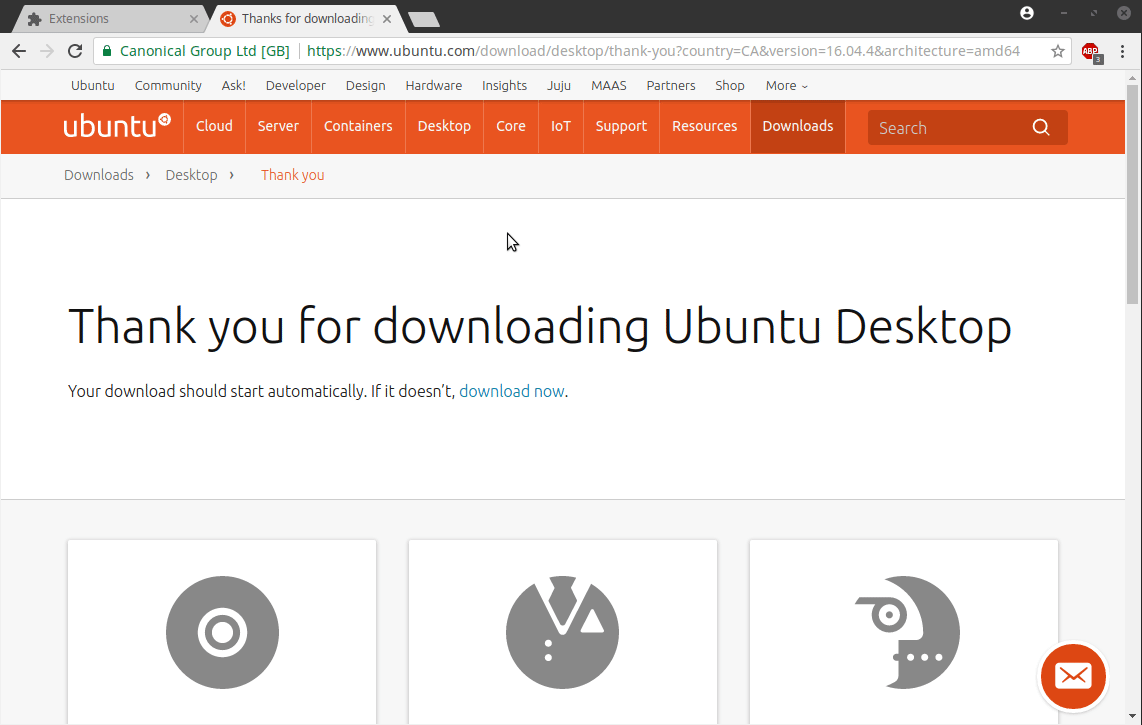 Extensions
Thanks for downloading
Canonical Group Ltd [GB] https://www.ubuntu.com/download/desktop/thank-you?country=CA&version=16.04.4&architecture=amd64
ABP
3
Ubuntu Community Ask! Developer Design Hardware Insights Juju MAAS Partners Shop More
ubuntu Cloud Server Containers Desktop Core IoT Support Resources Downloads Search
Downloads › Desktop › Thank you
Thank you for downloading Ubuntu Desktop
Your download should start automatically. If it doesn’t, download now.